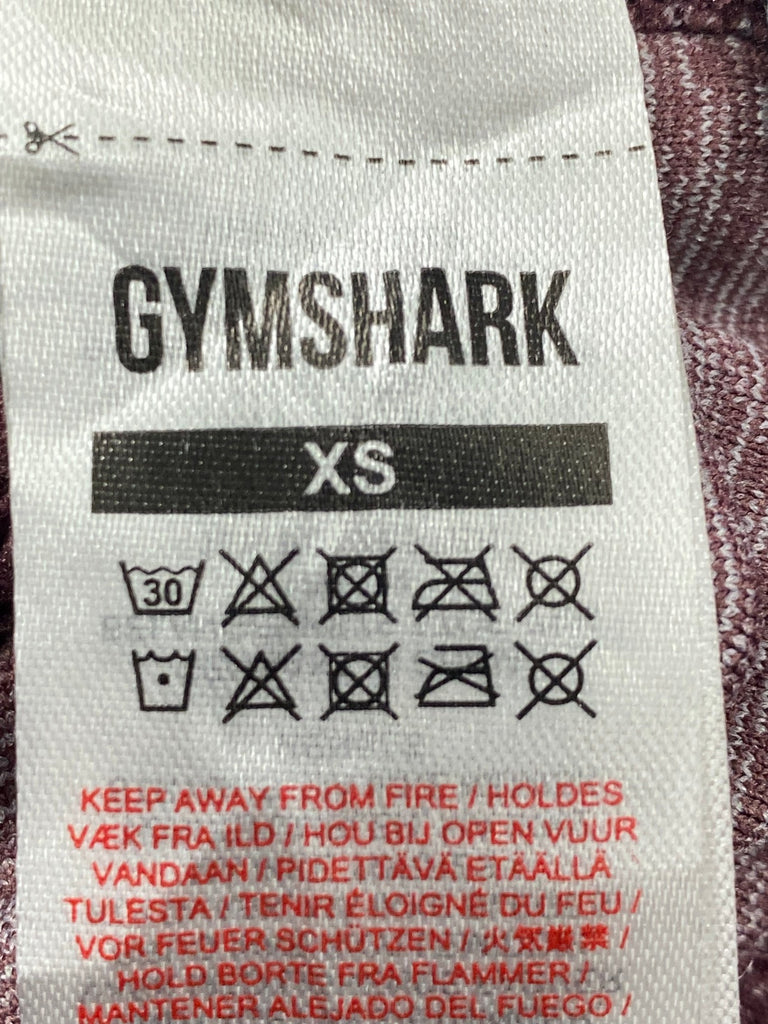 GYMSHARK
XS
30
KEEP AWAY FROM FIRE / HOLDES
VÆK FRA ILD / HOU BIJ OPEN VUUR
VANDAAN / PIDETTÄVÄ ETÄÄLLÄ
TULESTA / TENIR ÉLOIGNÉ DU FEU /
VOR FEUER SCHÜTZEN / 火気厳禁 /
HOLD BORTE FRA FLAMMER /
MANTENER ALEJADO DEL FUEGO /